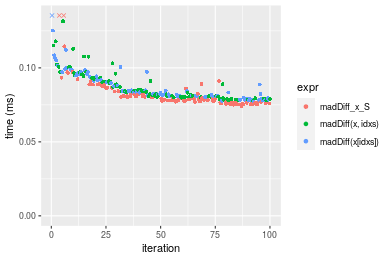 0.10
0.05
0.00
time (ms)
0
25
50
75
100
iteration
expr
madDiff_x_S
madDiff(x, idxs)
madDiff(x[idxs])